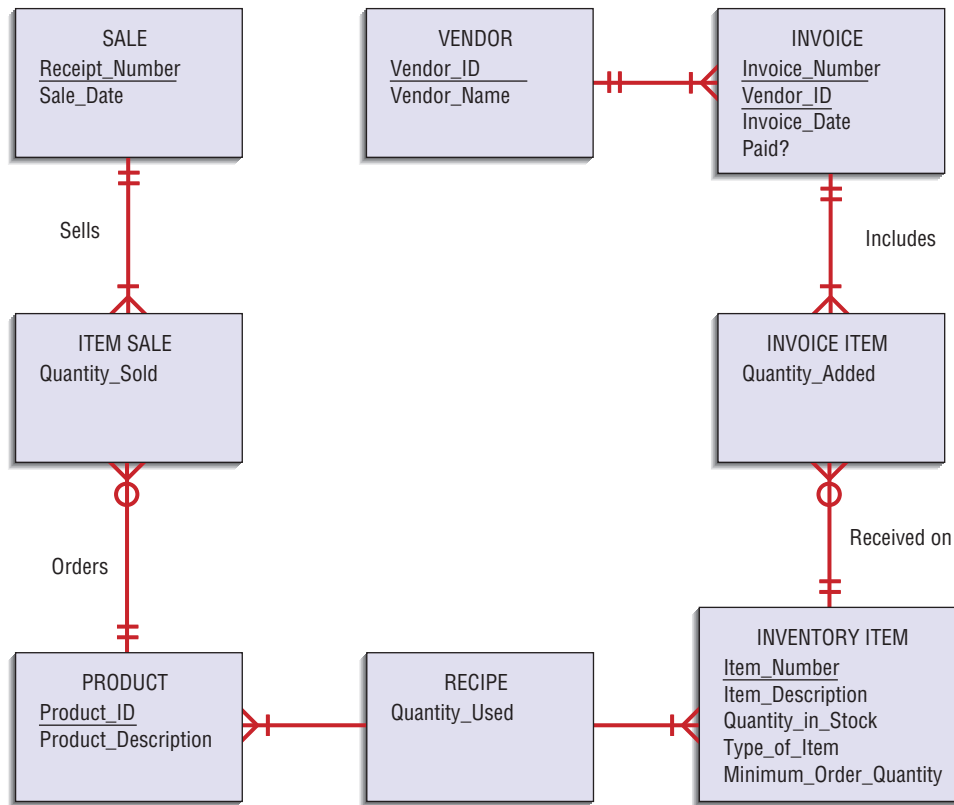 SALE
Receipt_Number
Sale_Date
VENDOR
Vendor_ID
Vendor_Name
INVOICE
Invoice_Number
Vendor_ID
Invoice_Date
Paid?
Sells
Includes
ITEM SALE
Quantity_Sold
INVOICE ITEM
Quantity_Added
Orders
Received on
PRODUCT
Product_ID
Product_Description
RECIPE
Quantity_Used
INVENTORY ITEM
Item_Number
Item_Description
Quantity_in_Stock
Type_of_Item
Minimum_Order_Quantity